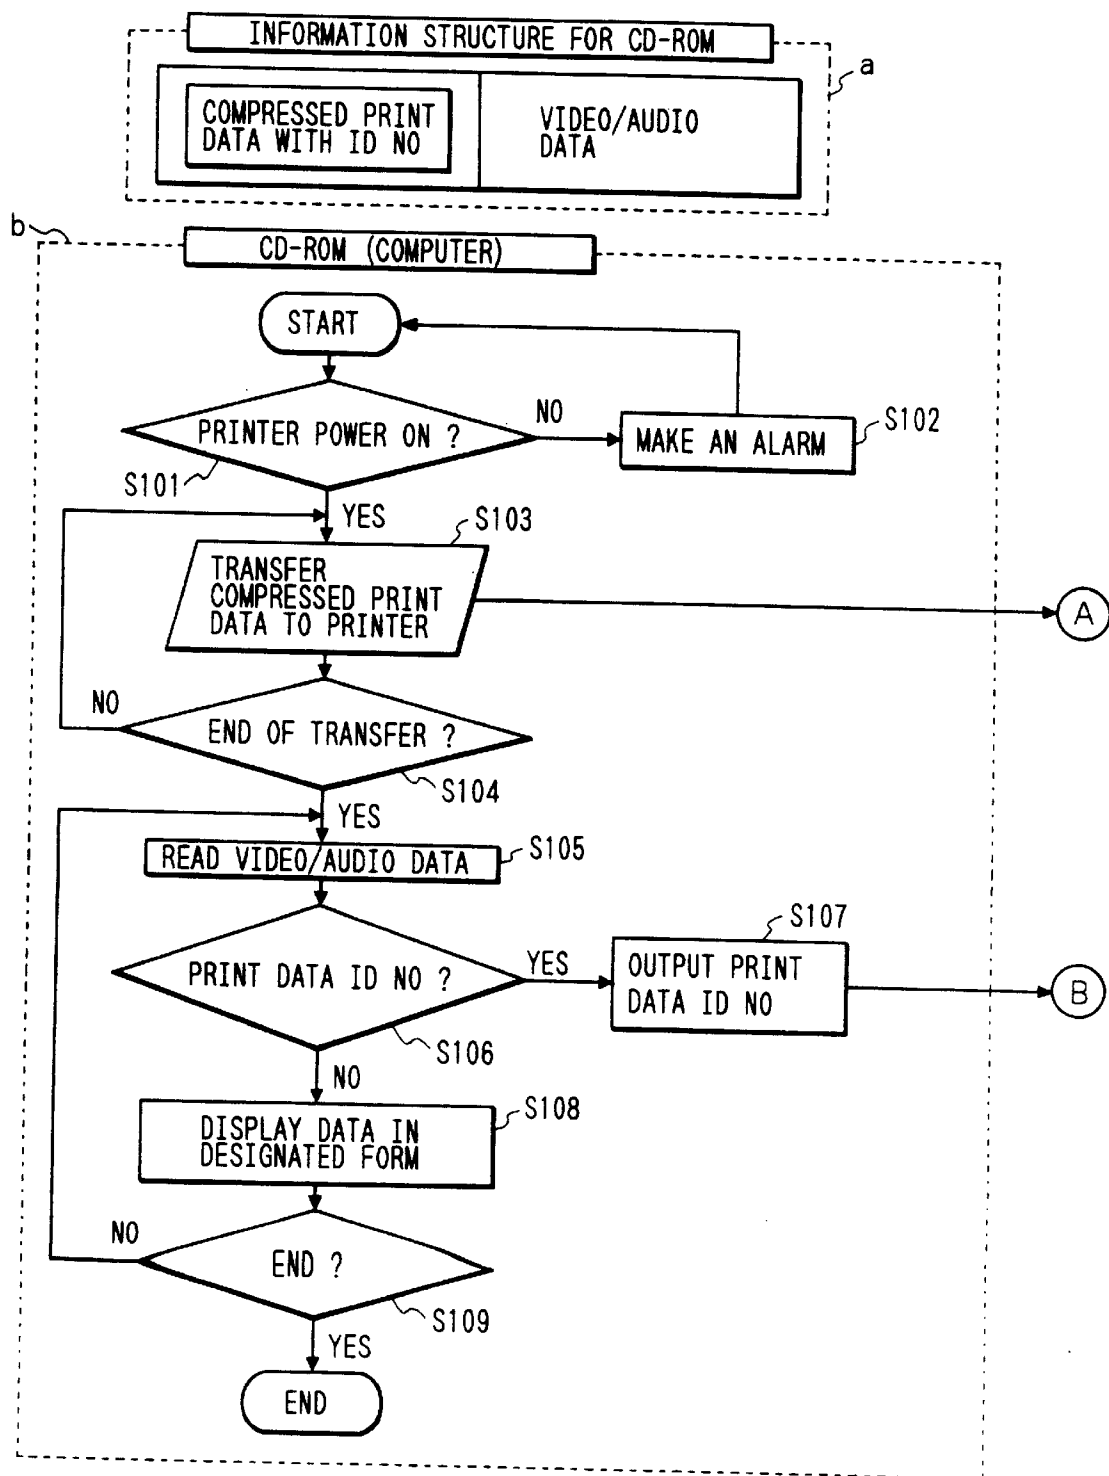 INFORMATION STRUCTURE FOR CD-ROM
a
COMPRESSED PRINT
DATA WITH ID NO
VIDEO/AUDIO
DATA
b
CD-ROM (COMPUTER)
START
PRINTER POWER ON ?
NO
MAKE AN ALARM
S102
S101
YES
S103
TRANSFER
COMPRESSED PRINT
DATA TO PRINTER
A
NO
END OF TRANSFER ?
S104
YES
READ VIDEO/AUDIO DATA
S105
S107
PRINT DATA ID NO ?
YES
OUTPUT PRINT
DATA ID NO
B
S106
NO
S108
DISPLAY DATA IN
DESIGNATED FORM
NO
END ?
S109
YES
END